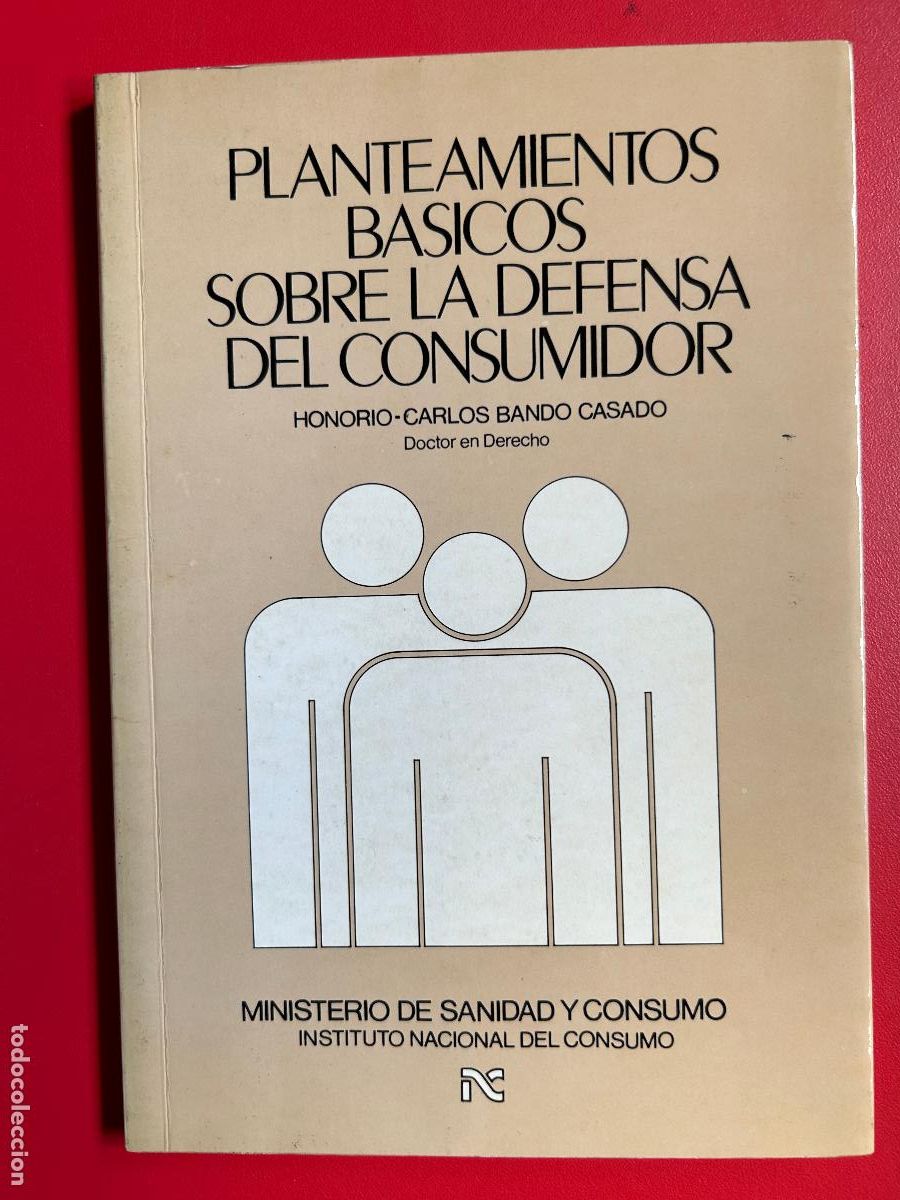 PLANTEAMIENTOS
BASICOS
SOBRE LA DEFENSA
DEL CONSUMIDOR
HONORIO-CARLOS BANDO CASADO
Doctor en Derecho
MINISTERIO DE SANIDAD Y CONSUMO
INSTITUTO NACIONAL DEL CONSUMO
todocoleccion